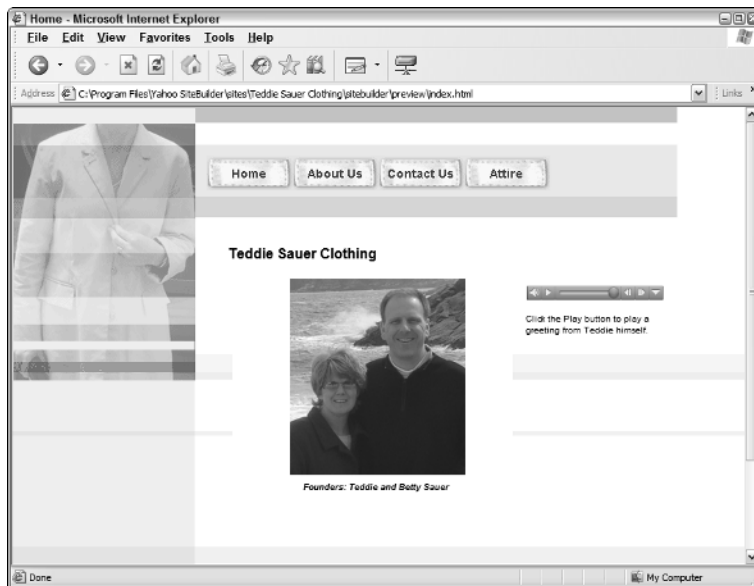 Home - Microsoft Internet Explorer
File Edit View Favorites Tools Help
Address C:\Program Files\Yahoo SiteBuilder\sites\Teddie Sauer Clothing\sitebuilder\preview\index.html Links
Home About Us Contact Us Attire
Teddie Sauer Clothing
Click the Play button to play a
greeting from Teddie himself.
Founders: Teddie and Betty Sauer
Done My Computer